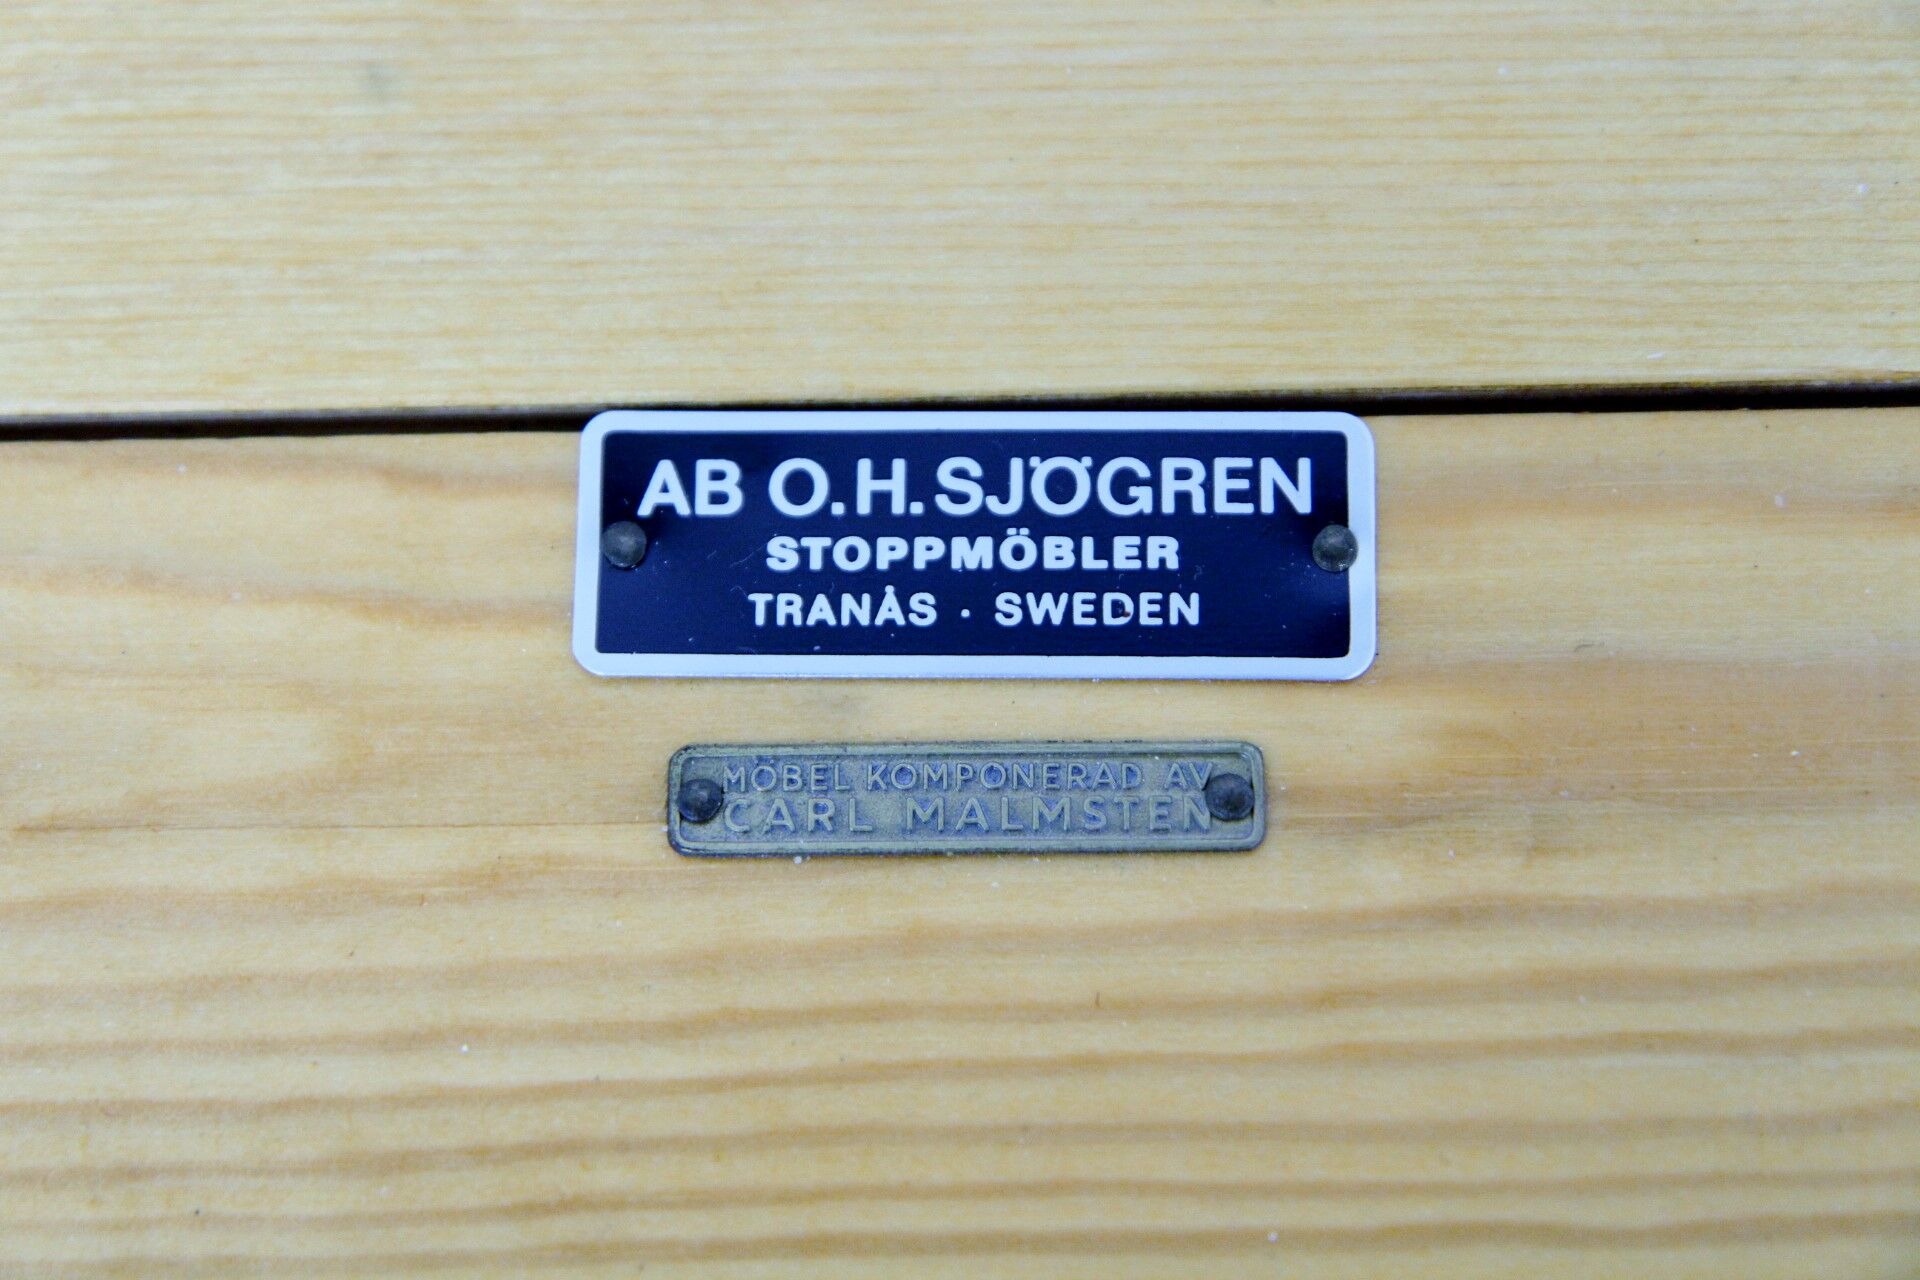 AB O.H.SJÖGREN
STOPPMÖBLER
TRANÅS · SWEDEN
MÖBEL KOMPONERAD AV
CARL MALMSTEN